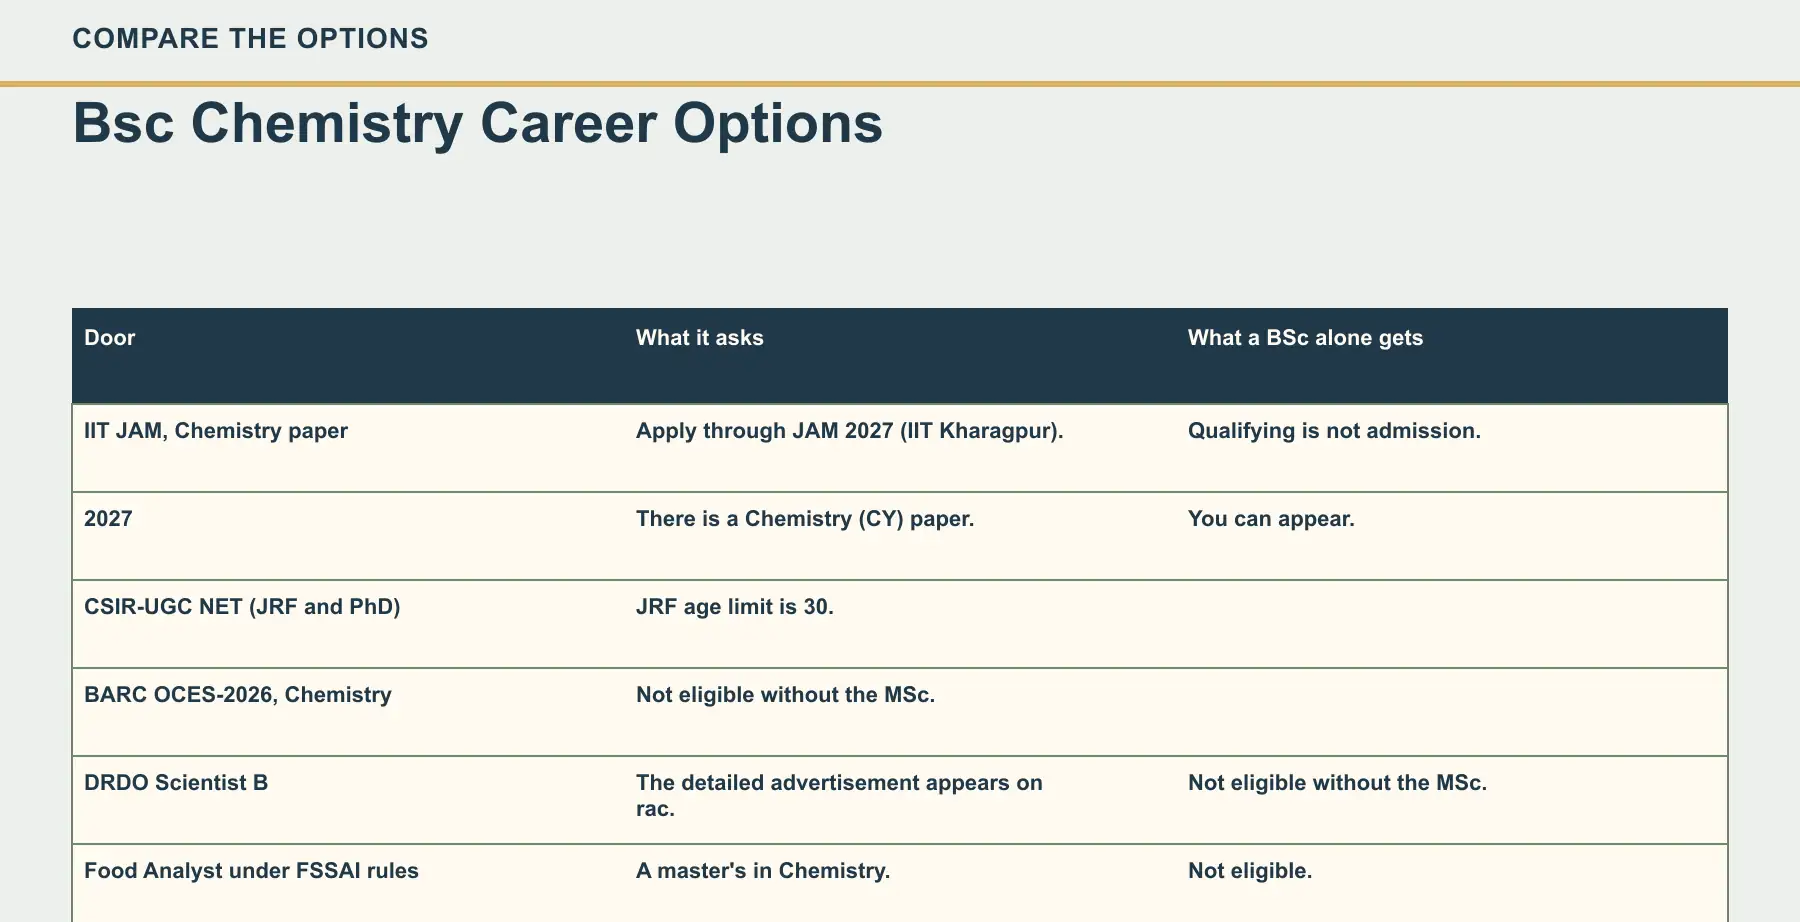 COMPARE THE OPTIONS
Bsc Chemistry Career Options
Door
What it asks
What a BSc alone gets
IIT JAM, Chemistry paper
Apply through JAM 2027 (IIT Kharagpur).
Qualifying is not admission.
2027
There is a Chemistry (CY) paper.
You can appear.
CSIR-UGC NET (JRF and PhD)
JRF age limit is 30.
BARC OCES-2026, Chemistry
Not eligible without the MSc.
DRDO Scientist B
The detailed advertisement appears on
rac.
Not eligible without the MSc.
Food Analyst under FSSAI rules
A master's in Chemistry.
Not eligible.